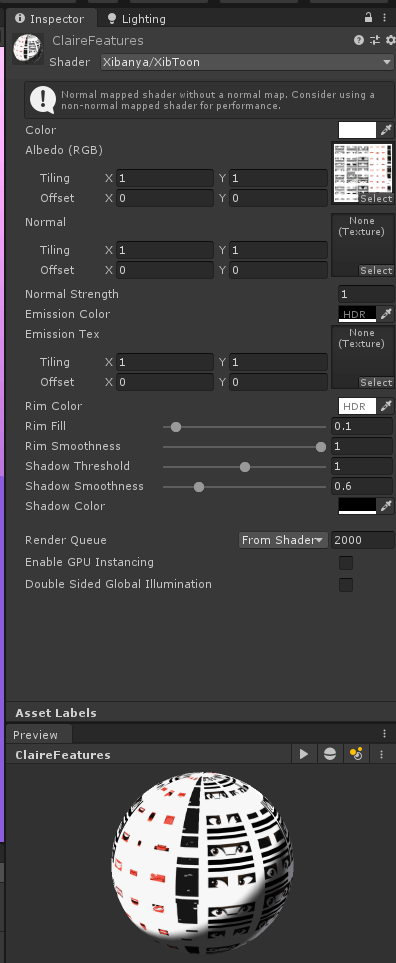 Inspector
Lighting
ClaireFeatures
Shader Xibanya/XibToon
Normal mapped shader without a normal map. Consider using a
non-normal mapped shader for performance.
Color
Albedo (RGB)
Tiling X 1 Y 1
Offset X 0 Y 0
Select
Normal
None
(Texture)
Tiling X 1 Y 1
Offset X 0 Y 0
Select
Normal Strength 1
Emission Color HDR
Emission Tex
None
(Texture)
Tiling X 1 Y 1
Offset X 0 Y 0
Select
Rim Color HDR
Rim Fill 0.1
Rim Smoothness 1
Shadow Threshold 1
Shadow Smoothness 0.6
Shadow Color
Render Queue From Shader 2000
Enable GPU Instancing
Double Sided Global Illumination
Asset Labels
Preview
ClaireFeatures